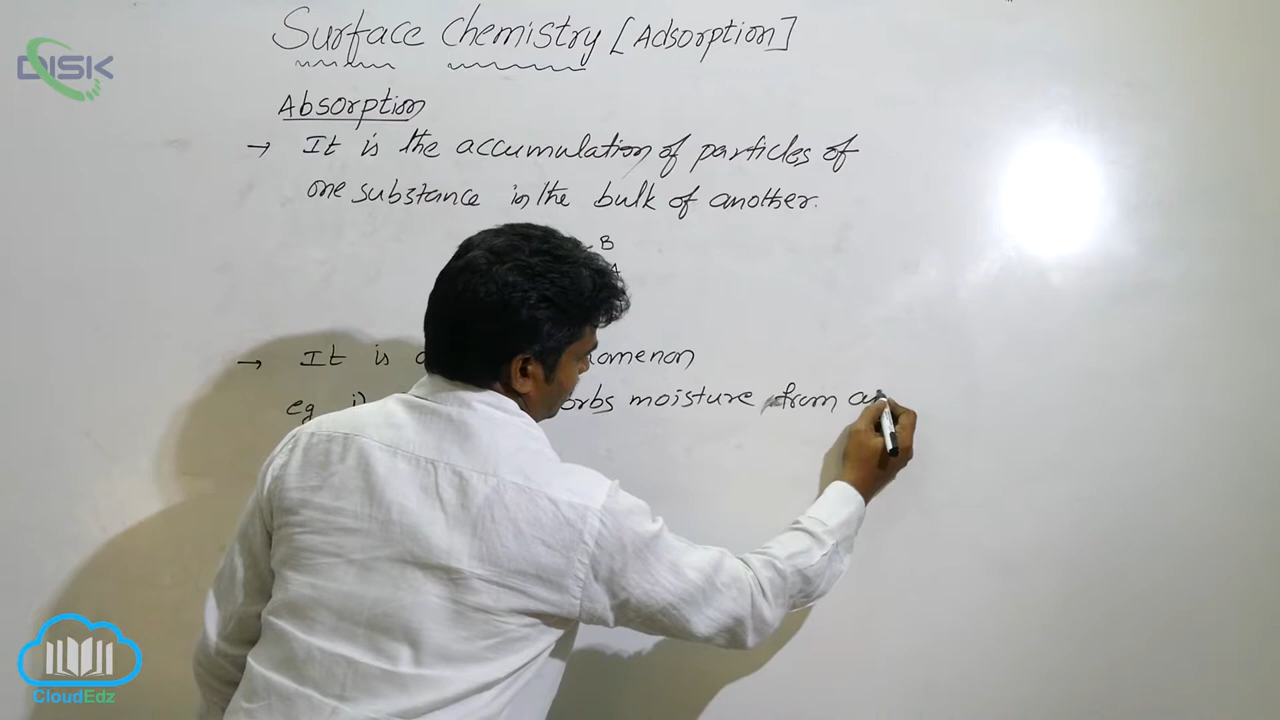 DISK
Surface Chemistry [Adsorption]
Absorption
→ It is the accumulation of particles of
one substance in the bulk of another.
B
A
→ It is omenon
eg i) orbs moisture from
CloudEdz